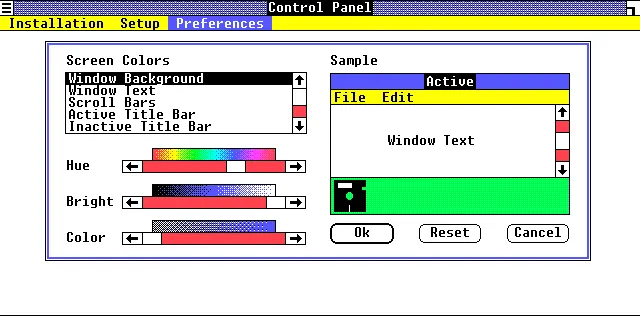 Control Panel
Installation Setup Preferences
Screen Colors
Window Background
Window Text
Scroll Bars
Active Title Bar
Inactive Title Bar
Hue
Bright
Color
Sample
Active
File Edit
Window Text
Ok Reset Cancel